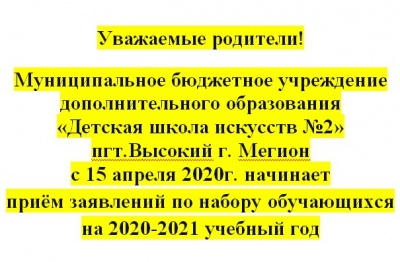 Уважаемые родители!
Муниципальное бюджетное учреждение
дополнительного образования
«Детская школа искусств №2»
пгт.Высокий г. Мегион
с 15 апреля 2020г. начинает
приём заявлений по набору обучающихся
на 2020-2021 учебный год